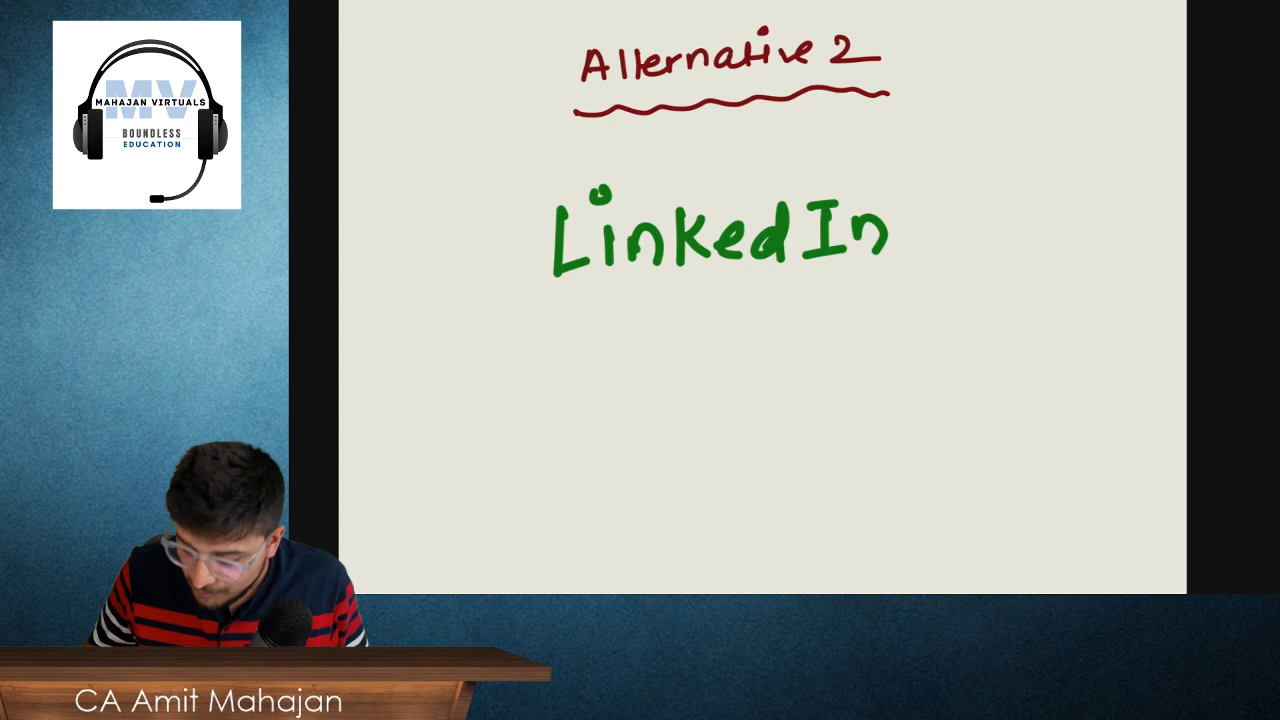 MV
MAHAJAN VIRTUALS
BOUNDLESS
EDUCATION
Alternative 2
LinkedIn
CA Amit Mahajan